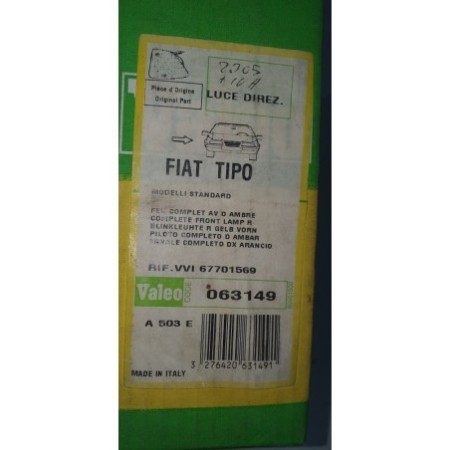 2305
Pièce d'Origine
Original Part
LUCE DIREZ.
FIAT TIPO
MODELLI STANDARD
FEU COMPLET AV D AMBRE
COMPLETE FRONT LAMP R
BLINKLEUHTE R GELB VORN
PILOTO COMPLETO D AMBAR
FANALE COMPLETO DX ARANCIO
RIF. VVI 67701569
Valeo
063149
A 503 E
3 276420 631491
MADE IN ITALY